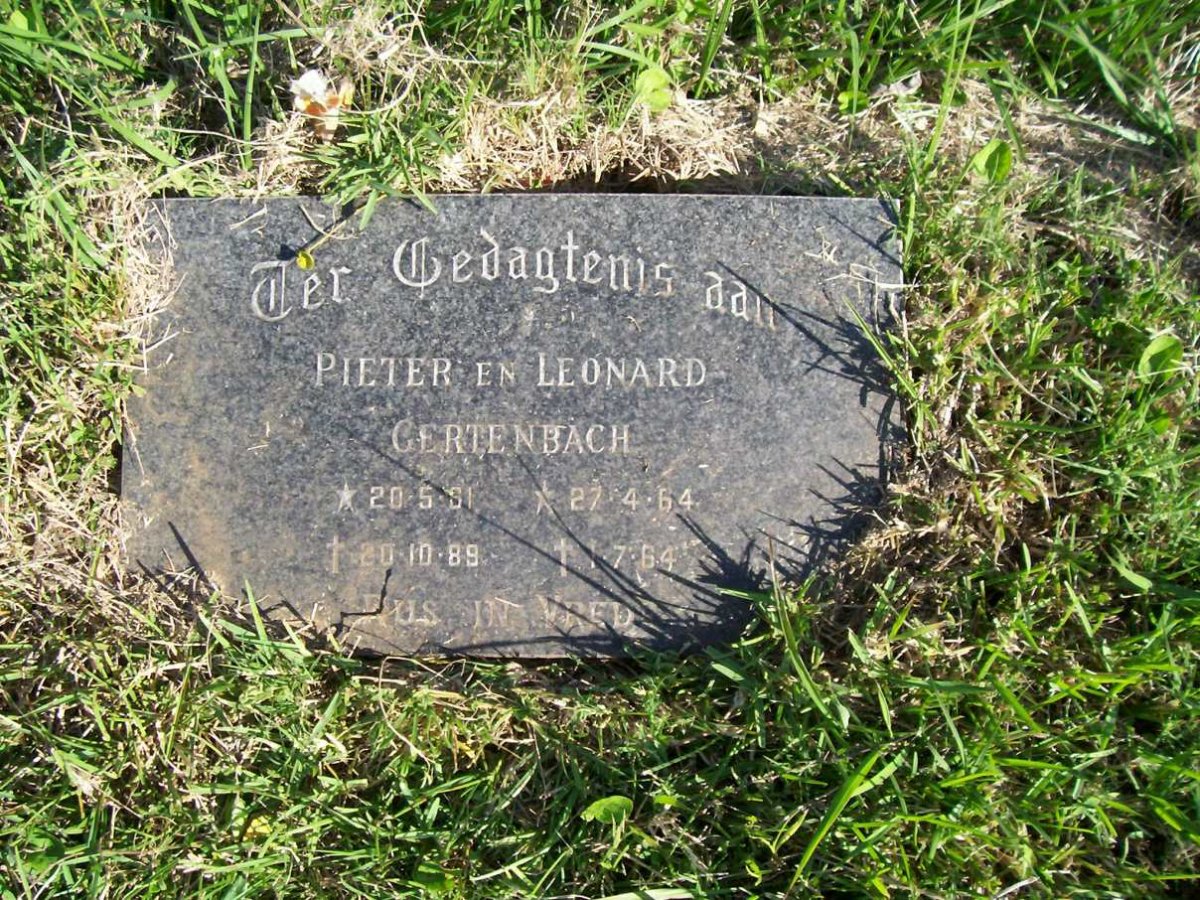 Ter Gedagtenis aan
PIETER EN LEONARD
GERTENBACH
★ 20·5·31 ★ 27·4·64
† 20·10·89 † 1·7·64
RUS IN VREDE